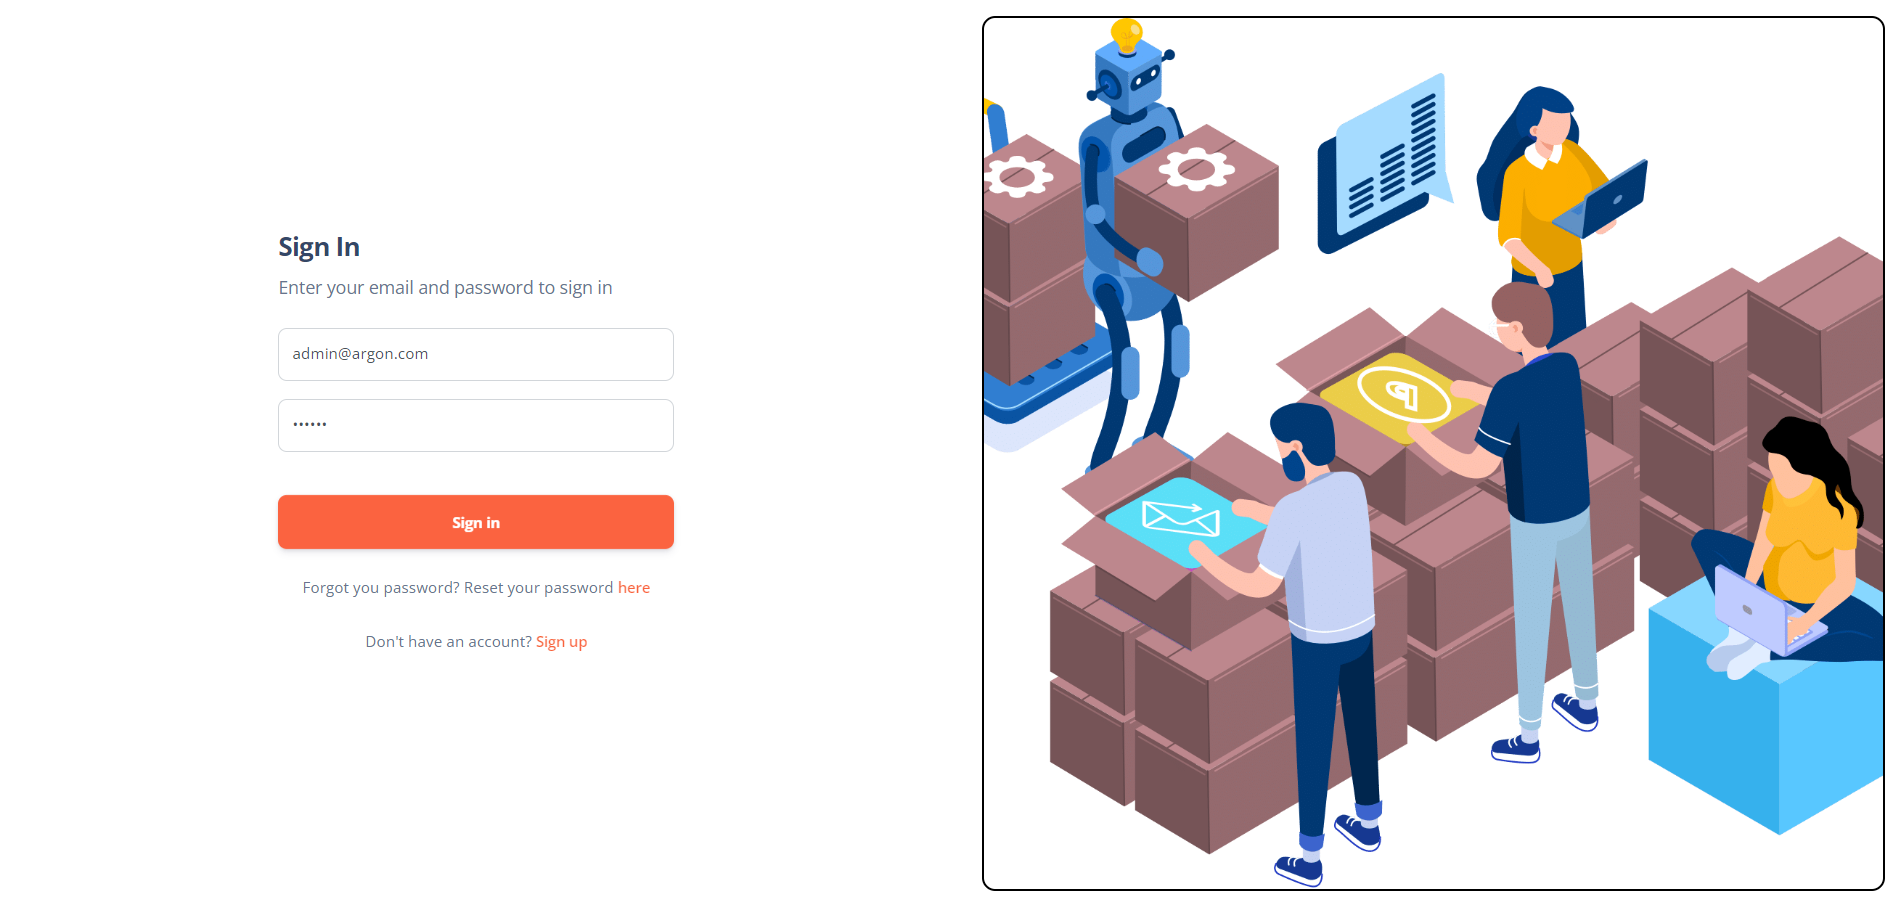 Sign In
Enter your email and password to sign in
admin@argon.com
••••••
Sign in
Forgot you password? Reset your password here
Don't have an account? Sign up